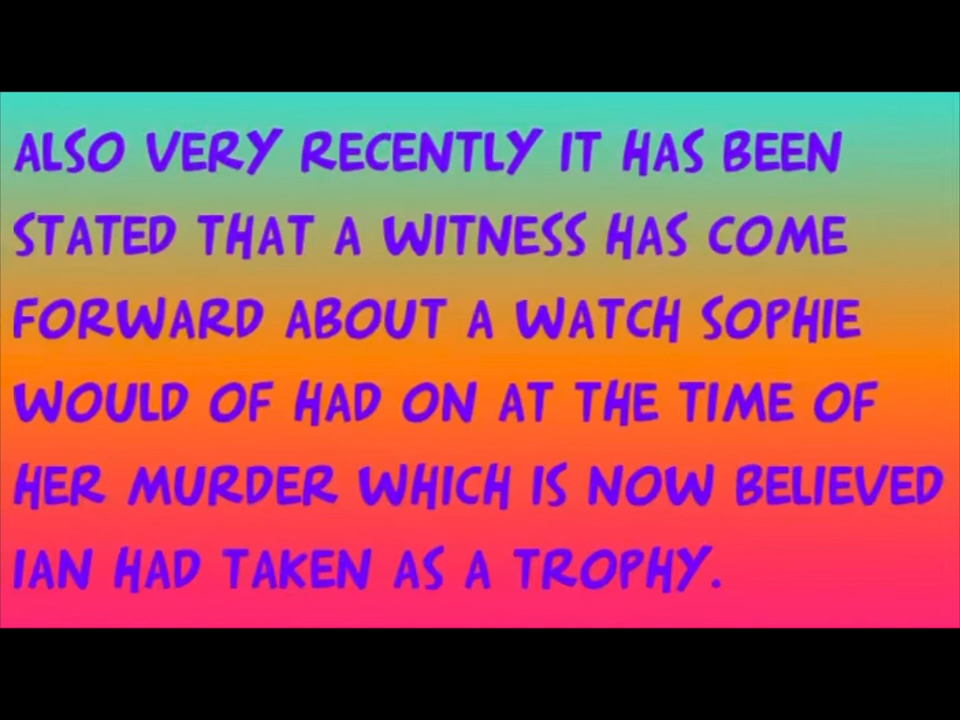 ALSO VERY RECENTLY IT HAS BEEN
STATED THAT A WITNESS HAS COME
FORWARD ABOUT A WATCH SOPHIE
WOULD OF HAD ON AT THE TIME OF
HER MURDER WHICH IS NOW BELIEVED
IAN HAD TAKEN AS A TROPHY.